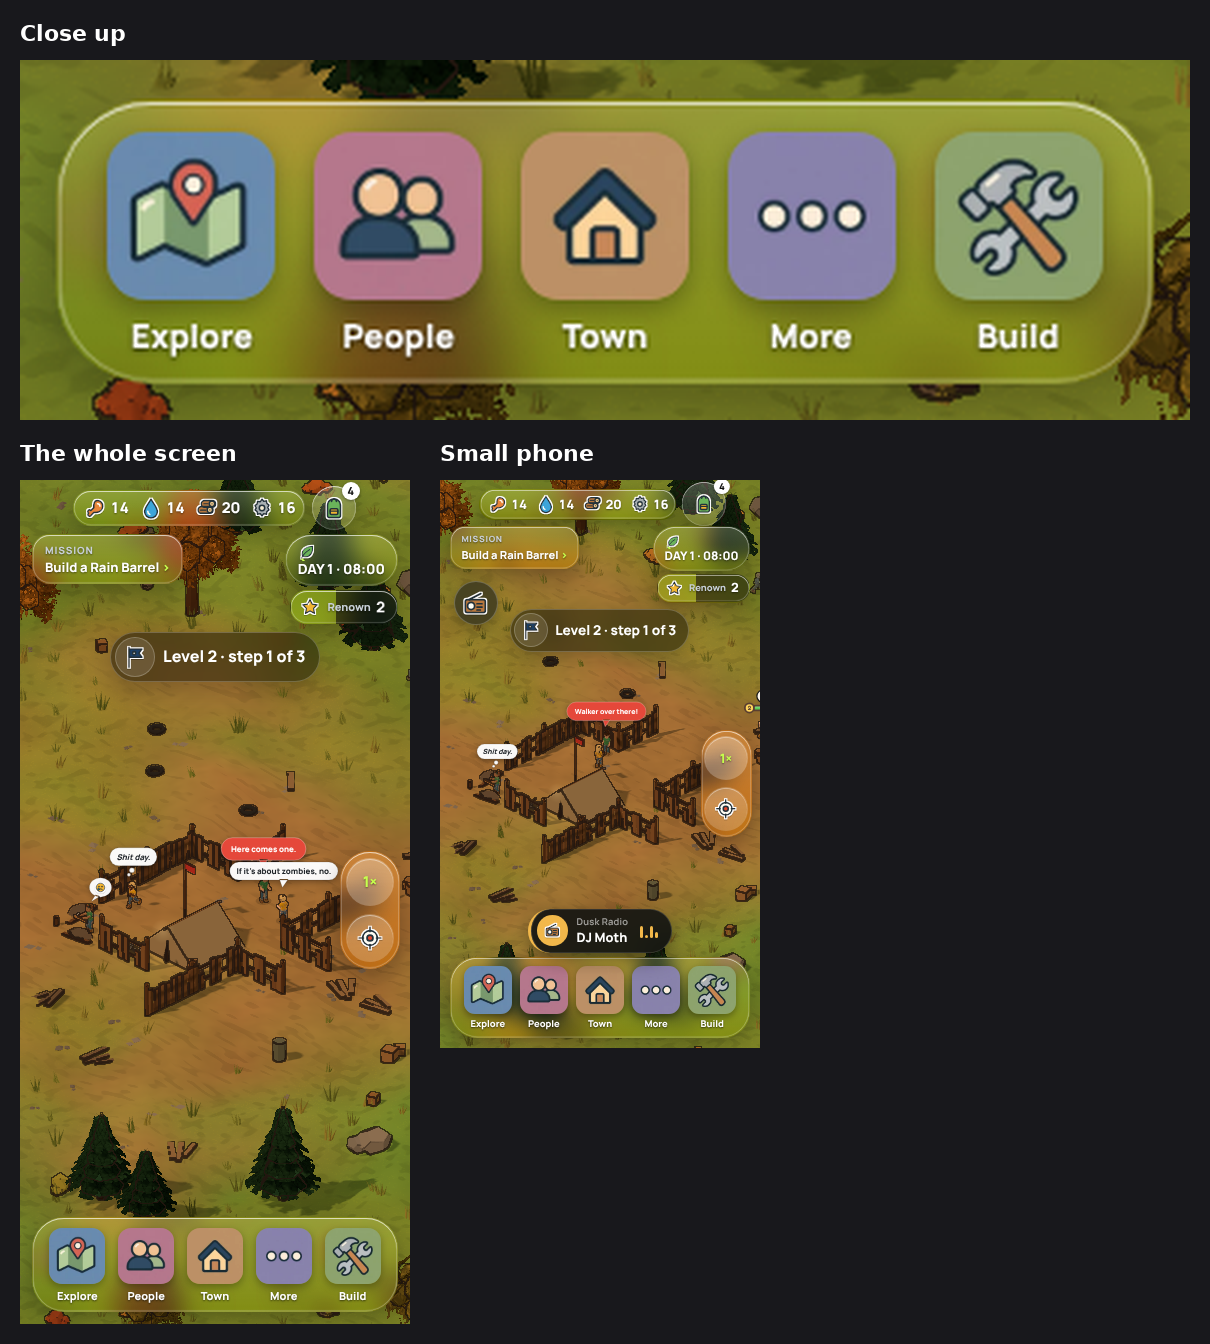 Close up
Explore
People
Town
More
Build
The whole screen
Small phone
14
14
20
16
4
MISSION
Build a Rain Barrel ›
DAY 1 · 08:00
Renown 2
Level 2 · step 1 of 3
Here comes one.
Shit day.
If it's about zombies, no.
1×
Explore
People
Town
More
Build
14
14
20
16
4
MISSION
Build a Rain Barrel ›
DAY 1 · 08:00
Renown 2
Level 2 · step 1 of 3
Walker over there!
Shit day.
1×
Dusk Radio
DJ Moth
Explore
People
Town
More
Build